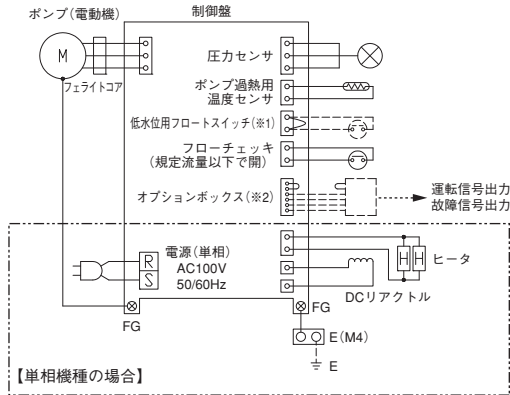 ポンプ(電動機)
制御盤
M
フェライトコア
圧力センサ
ポンプ過熱用
温度センサ
低水位用フロートスイッチ(※1)
フローチェッキ
(規定流量以下で開)
オプションボックス(※2)
運転信号出力
故障信号出力
電源(単相)
AC100V
50/60Hz
R
S
H H
ヒータ
DCリアクトル
FG
FG
E(M4)
E
【単相機種の場合】